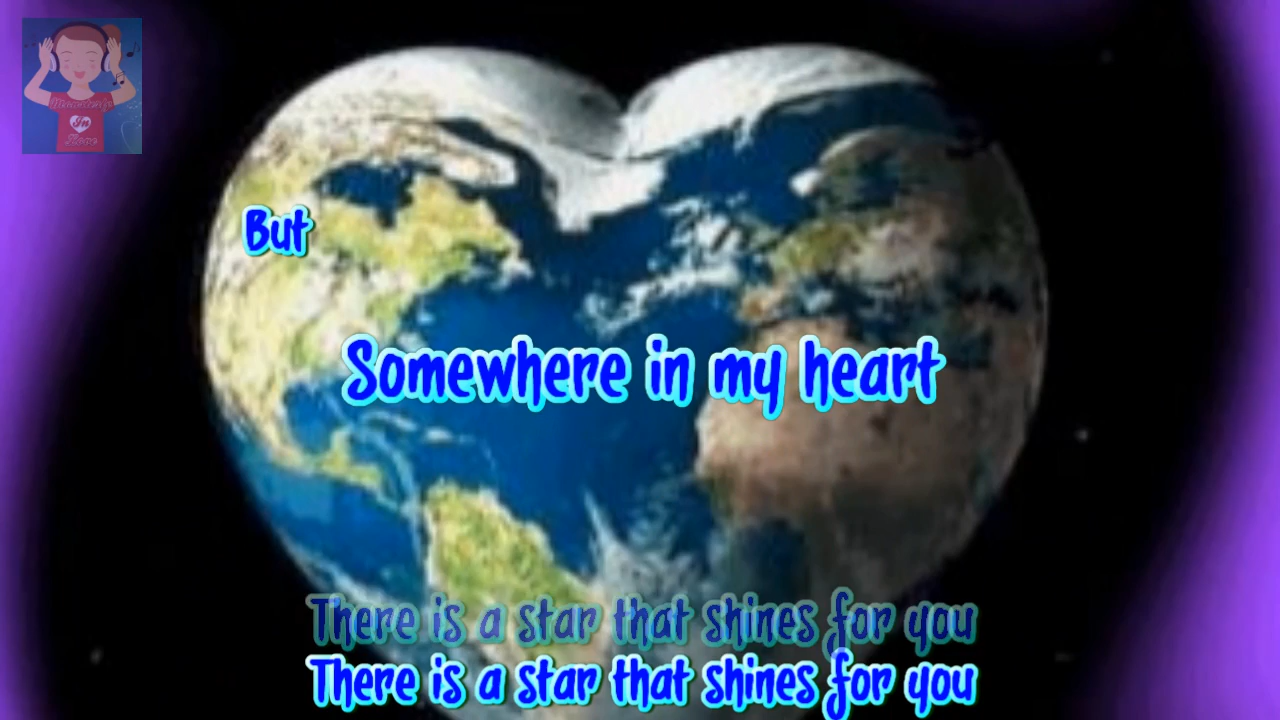 But
Somewhere in my heart
There is a star that shines for you
There is a star that shines for you